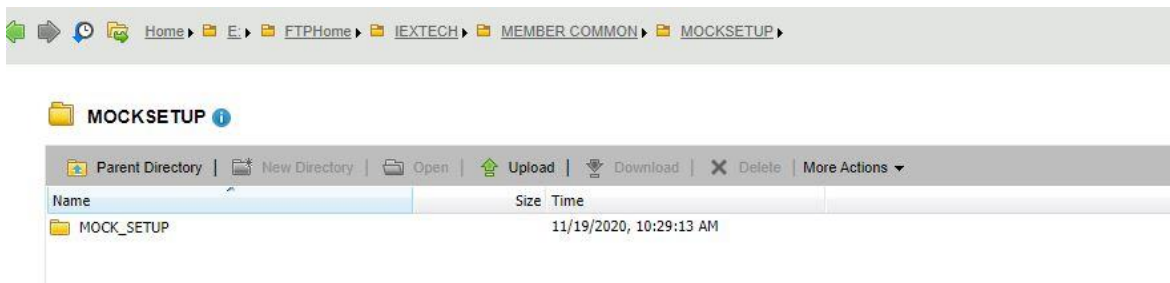 Home E: FTPHome IEXTECH MEMBER COMMON MOCKSETUP
MOCKSETUP
Parent Directory | New Directory | Open | Upload | Download | Delete | More Actions
Name Size Time
MOCK_SETUP 11/19/2020, 10:29:13 AM